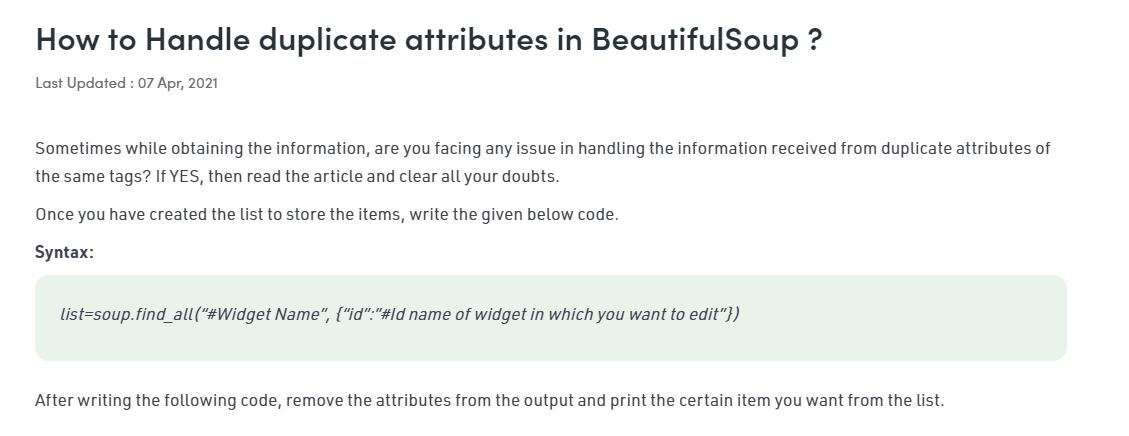 How to Handle duplicate attributes in BeautifulSoup ?
Last Updated : 07 Apr, 2021
Sometimes while obtaining the information, are you facing any issue in handling the information received from duplicate attributes of
the same tags? If YES, then read the article and clear all your doubts.
Once you have created the list to store the items, write the given below code.
Syntax:
list=soup.find_all(“#Widget Name”, {“id”:”#Id name of widget in which you want to edit”})
After writing the following code, remove the attributes from the output and print the certain item you want from the list.